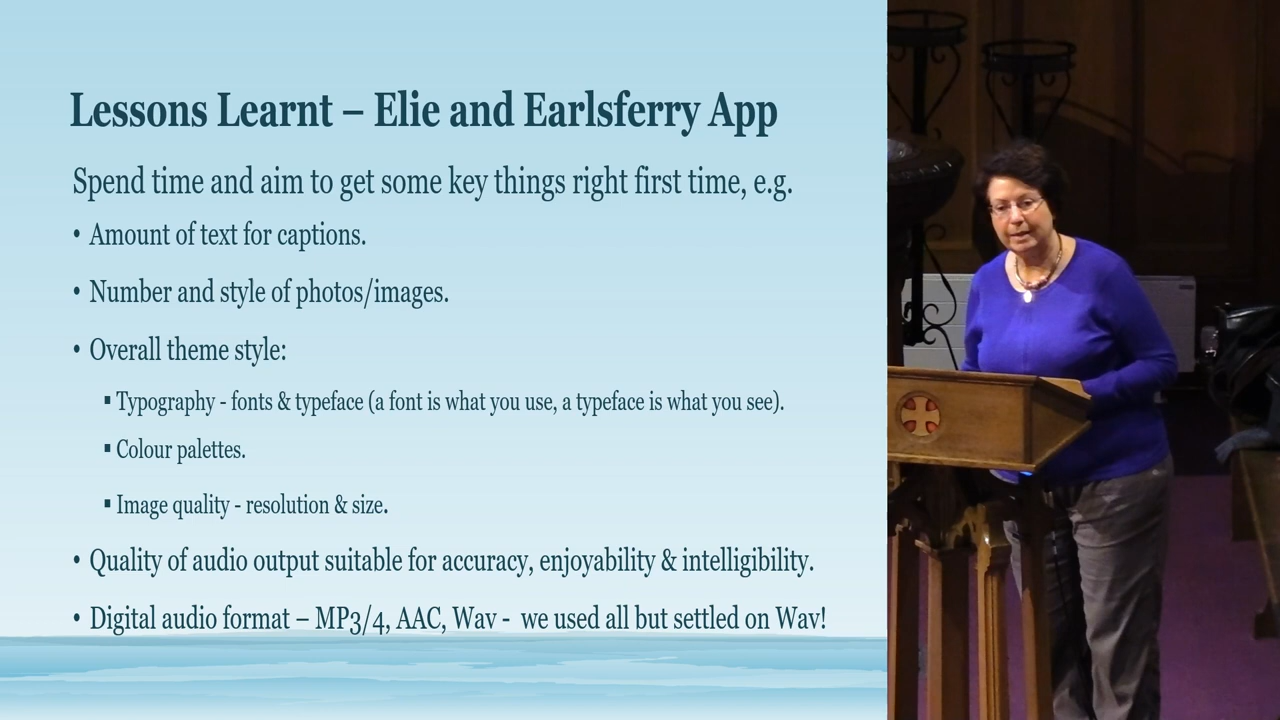 Lessons Learnt – Elie and Earlsferry App
Spend time and aim to get some key things right first time, e.g.
• Amount of text for captions.
• Number and style of photos/images.
• Overall theme style:
▪ Typography - fonts & typeface (a font is what you use, a typeface is what you see).
▪ Colour palettes.
▪ Image quality - resolution & size.
• Quality of audio output suitable for accuracy, enjoyability & intelligibility.
• Digital audio format – MP3/4, AAC, Wav -  we used all but settled on Wav!